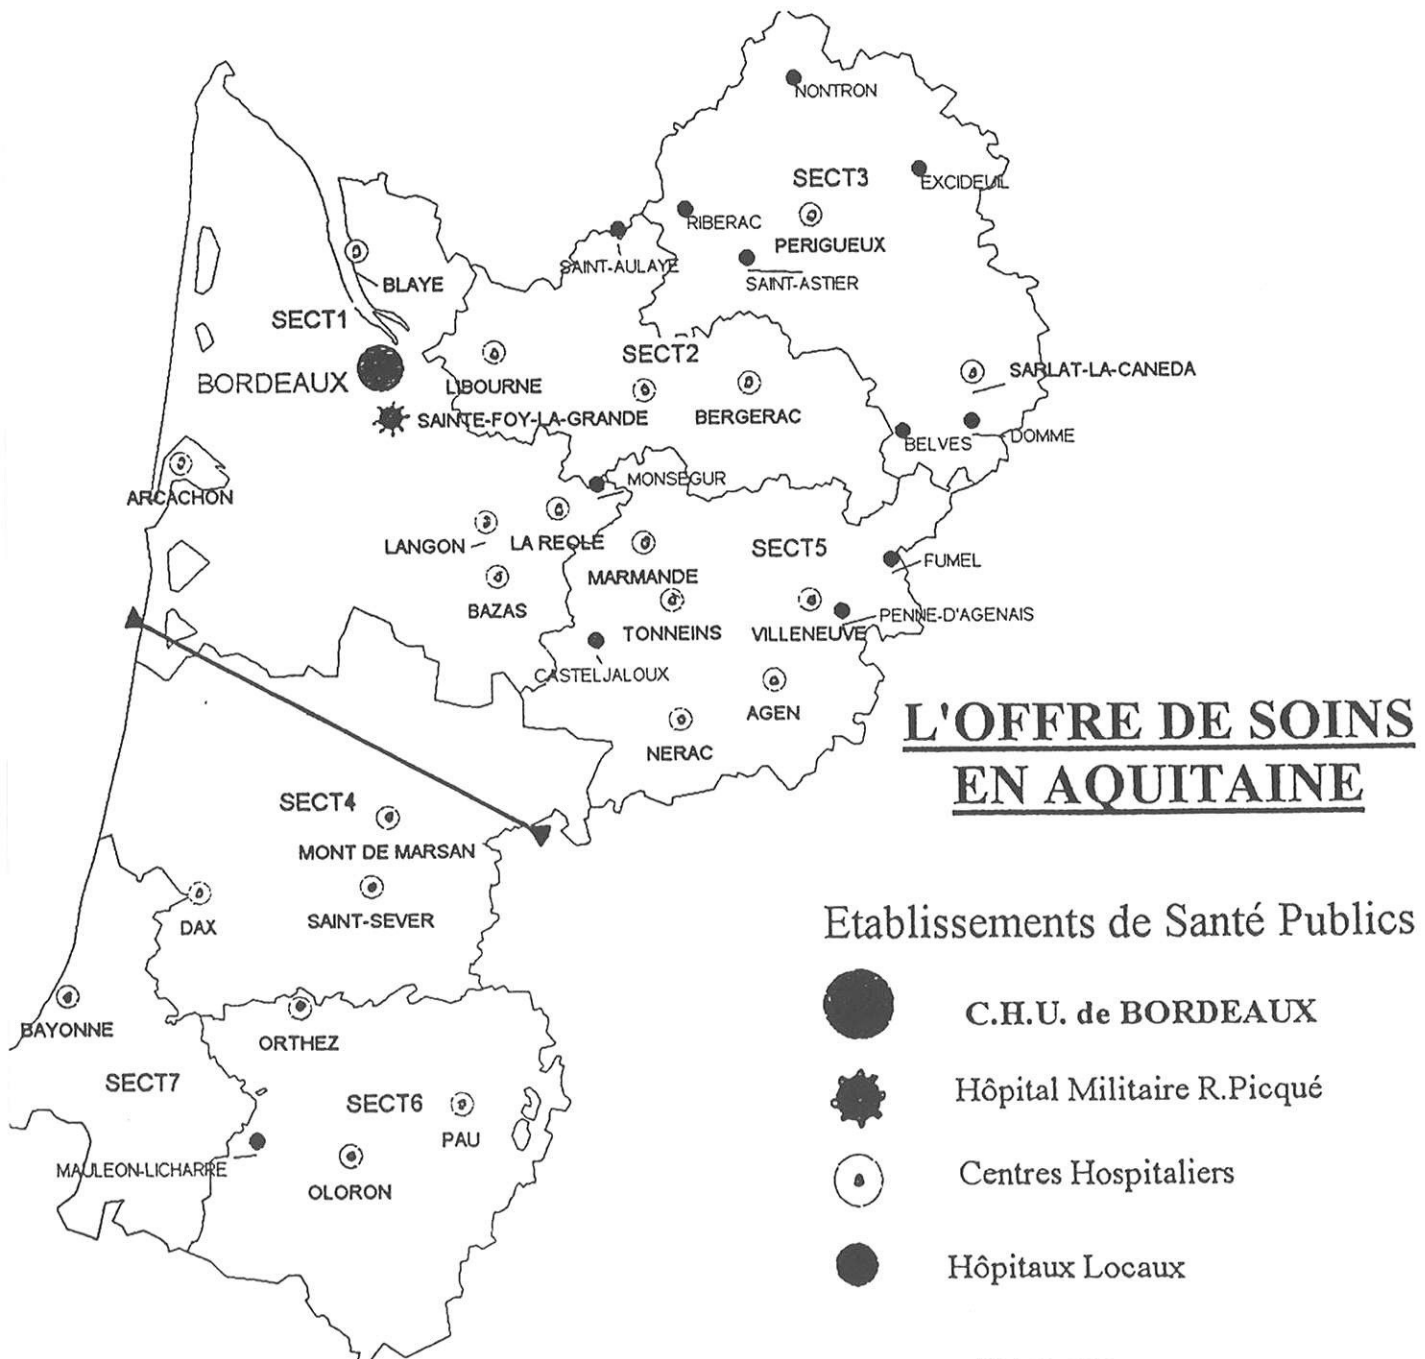 NONTRON
SECT3
EXCIDEUIL
RIBERAC
PERIGUEUX
SAINT-AULAYE
SAINT-ASTIER
BLAYE
SECT1
SECT2
BORDEAUX
LIBOURNE
SARLAT-LA-CANEDA
SAINTE-FOY-LA-GRANDE
BERGERAC
BELVES
DOMME
ARCACHON
MONSEGUR
LANGON
LA REOLE
SECT5
MARMANDE
FUMEL
BAZAS
TONNEINS
VILLENEUVE
PENNE-D'AGENAIS
CASTELJALOUX
AGEN
NERAC
L'OFFRE DE SOINS
EN AQUITAINE
SECT4
MONT DE MARSAN
DAX
SAINT-SEVER
Etablissements de Santé Publics
C.H.U. de BORDEAUX
BAYONNE
ORTHEZ
SECT7
SECT6
Hôpital Militaire R.Picqué
PAU
MAULEON-LICHARRE
OLORON
Centres Hospitaliers
Hôpitaux Locaux